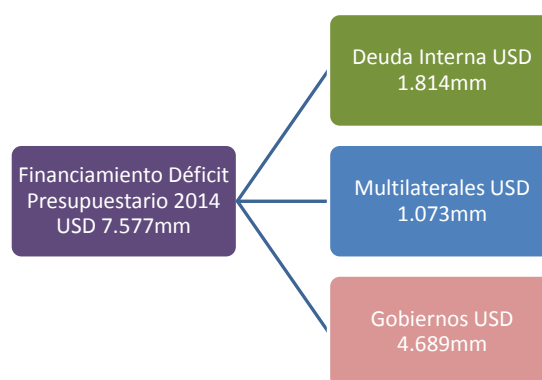 Financiamiento Déficit
Presupuestario 2014
USD 7.577mm
Deuda Interna USD
1.814mm
Multilaterales USD
1.073mm
Gobiernos USD
4.689mm